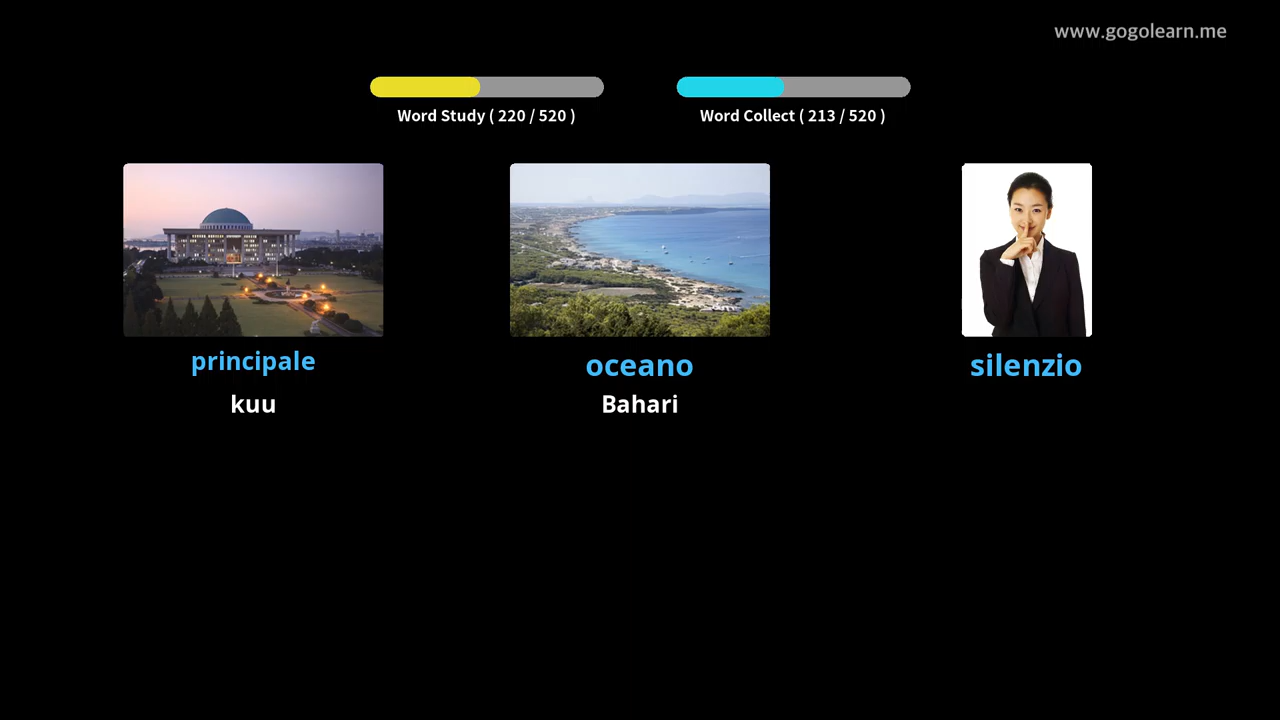 www.gogolearn.me
Word Study ( 220 / 520 )
Word Collect ( 213 / 520 )
principale
oceano
silenzio
kuu
Bahari